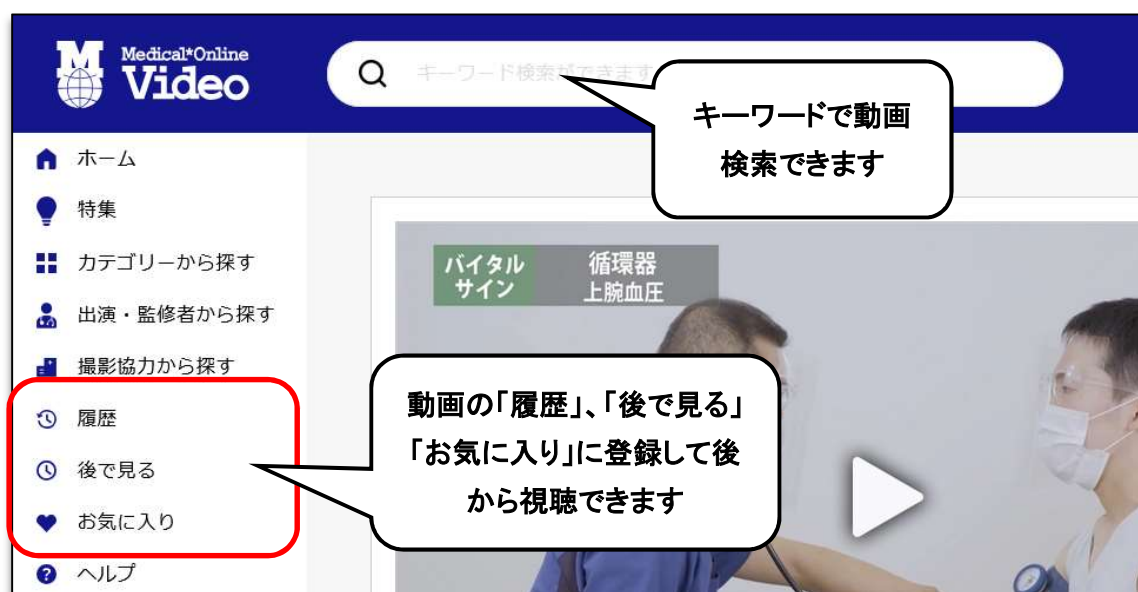 Medical*Online
Video
キーワード検索ができます
キーワードで動画
検索できます
ホーム
特集
カテゴリーから探す
出演・監修者から探す
撮影協力から探す
履歴
後で見る
お気に入り
ヘルプ
バイタル
サイン
循環器
上腕血圧
動画の「履歴」、「後で見る」
「お気に入り」に登録して後
から視聴できます